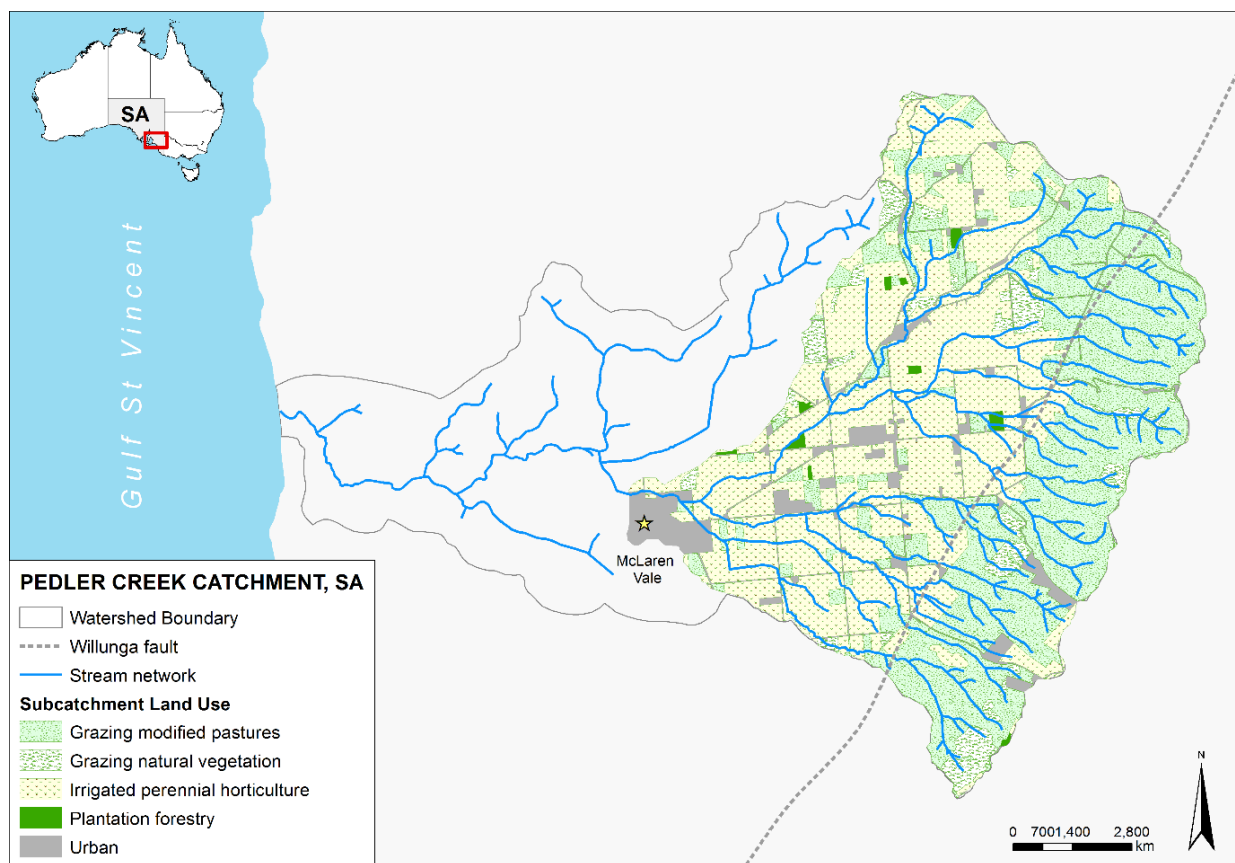 SA
Gulf St Vincent
McLaren
Vale
PEDLER CREEK CATCHMENT, SA
Watershed Boundary
Willunga fault
Stream network
Subcatchment Land Use
Grazing modified pastures
Grazing natural vegetation
Irrigated perennial horticulture
Plantation forestry
Urban
N
0 7001,400 2,800
km